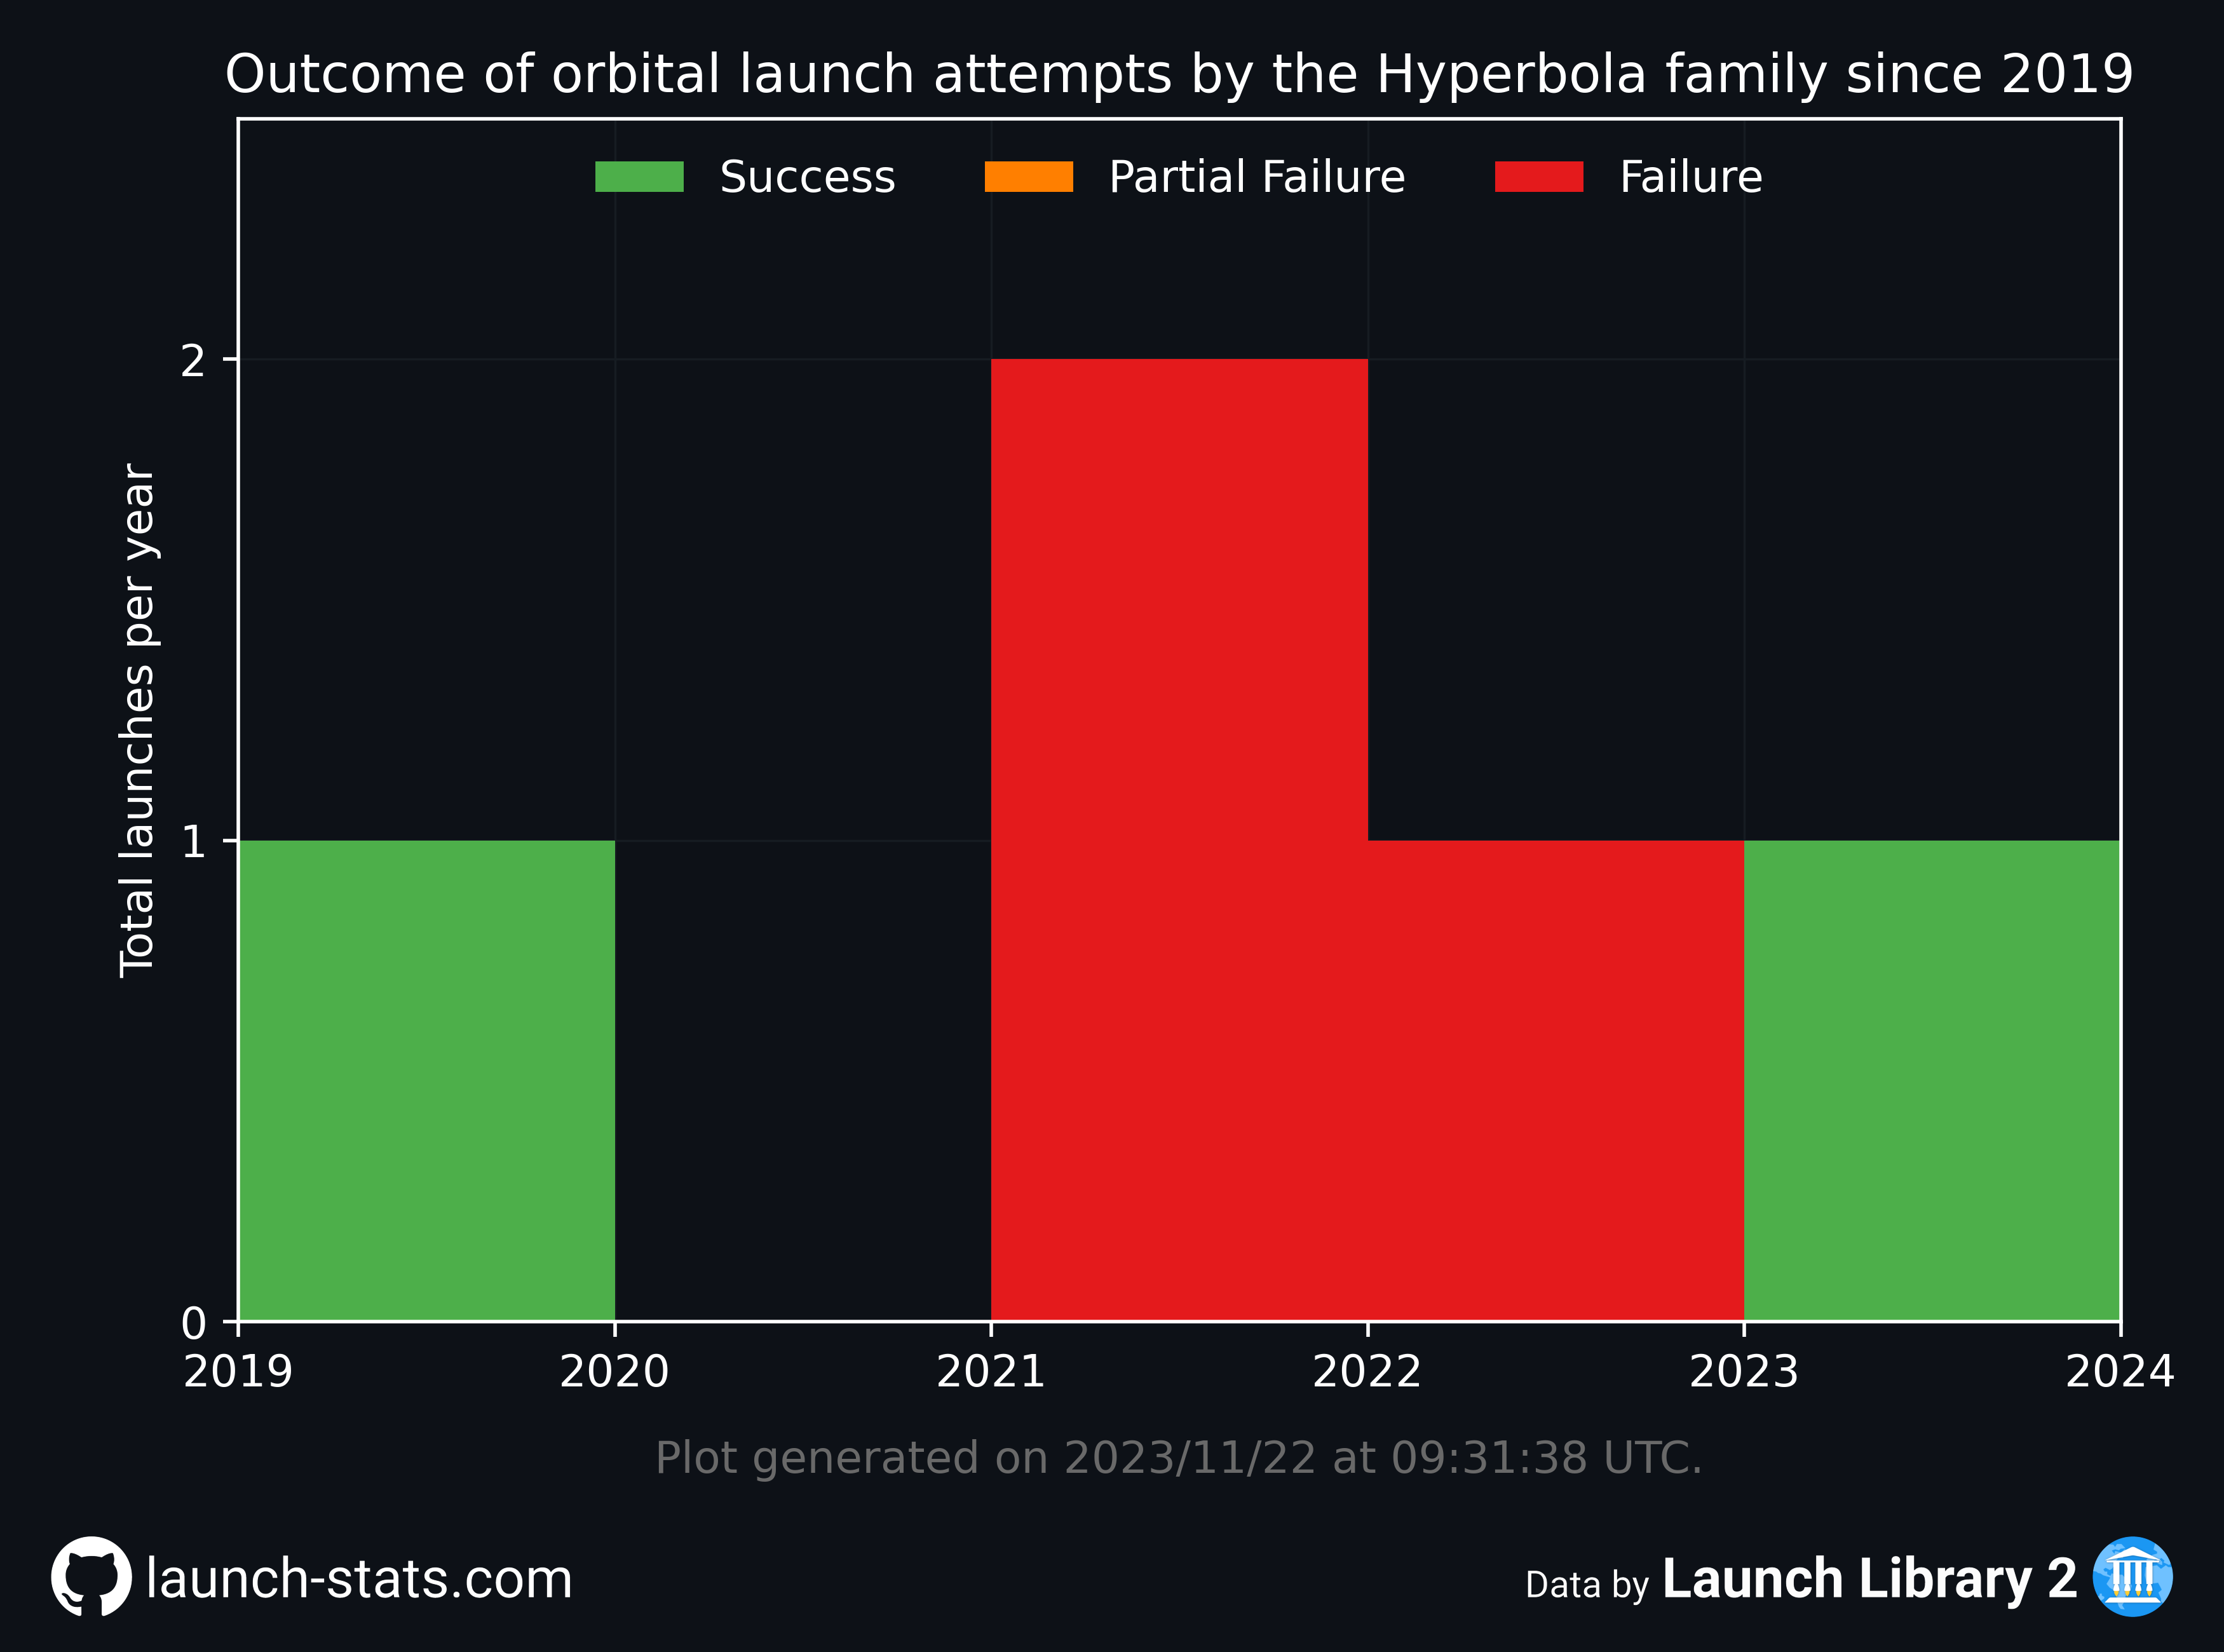 Outcome of orbital launch attempts by the Hyperbola family since 2019
Success Partial Failure Failure
Total launches per year
2
1
0
2019 2020 2021 2022 2023 2024
Plot generated on 2023/11/22 at 09:31:38 UTC.
launch-stats.com
Data by Launch Library 2